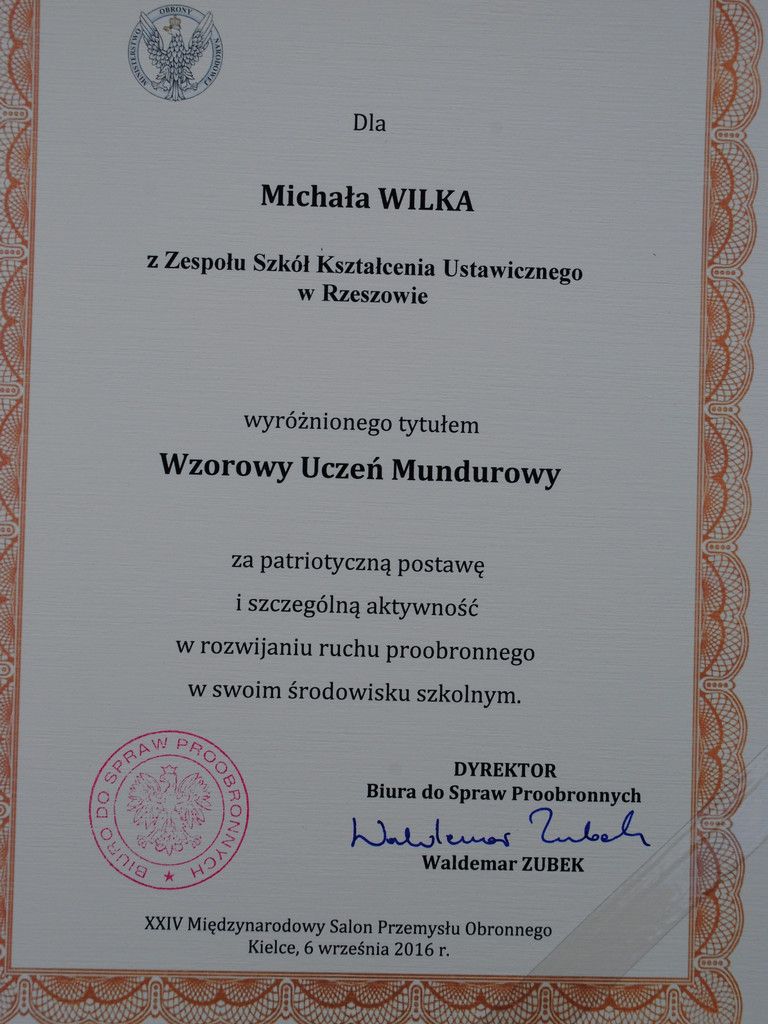 MINISTERSTWO OBRONY NARODOWEJ
Dla
Michała WILKA
z Zespołu Szkół Kształcenia Ustawicznego
w Rzeszowie
wyróżnionego tytułem
Wzorowy Uczeń Mundurowy
za patriotyczną postawę
i szczególną aktywność
w rozwijaniu ruchu proobronnego
w swoim środowisku szkolnym.
BIURO DO SPRAW PROOBRONNYCH
DYREKTOR
Biura do Spraw Proobronnych
Waldemar Zubek
Waldemar ZUBEK
XXIV Międzynarodowy Salon Przemysłu Obronnego
Kielce, 6 września 2016 r.